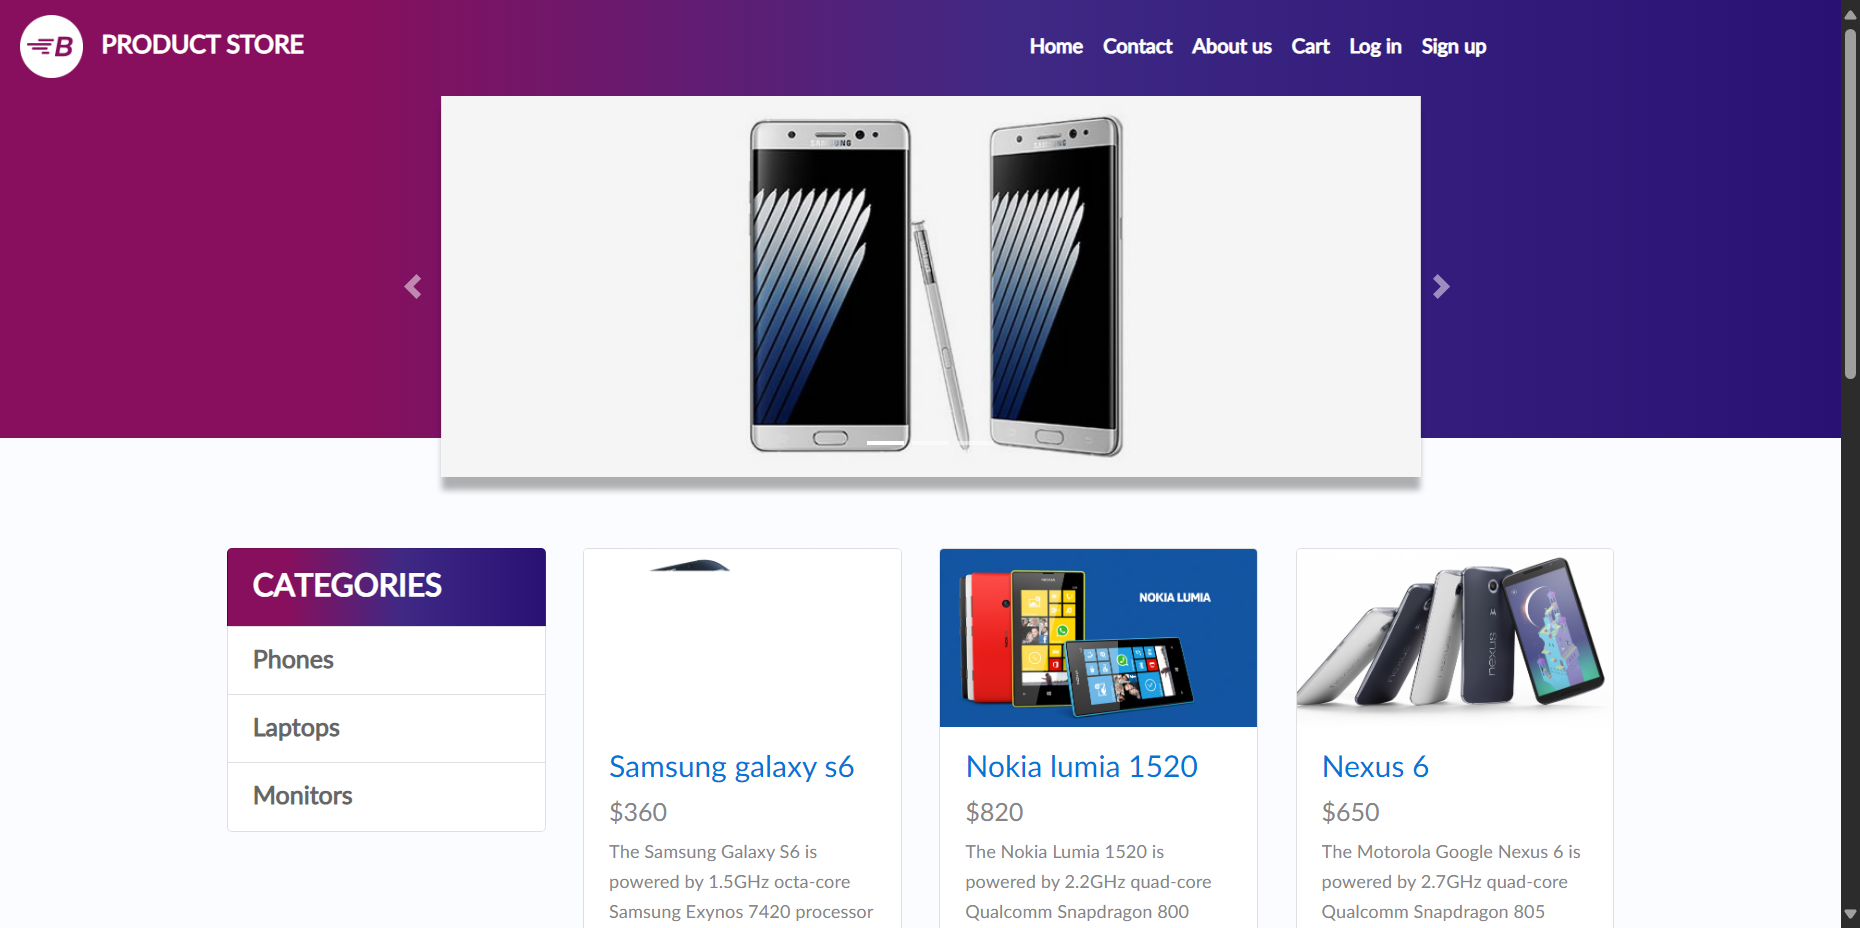 B PRODUCT STORE
Home Contact About us Cart Log in Sign up
SAMSUNG
SAMSUNG
CATEGORIES
Phones
Laptops
Monitors
NOKIA LUMIA
nexus
Samsung galaxy s6
$360
The Samsung Galaxy S6 is
powered by 1.5GHz octa-core
Samsung Exynos 7420 processor
Nokia lumia 1520
$820
The Nokia Lumia 1520 is
powered by 2.2GHz quad-core
Qualcomm Snapdragon 800
Nexus 6
$650
The Motorola Google Nexus 6 is
powered by 2.7GHz quad-core
Qualcomm Snapdragon 805